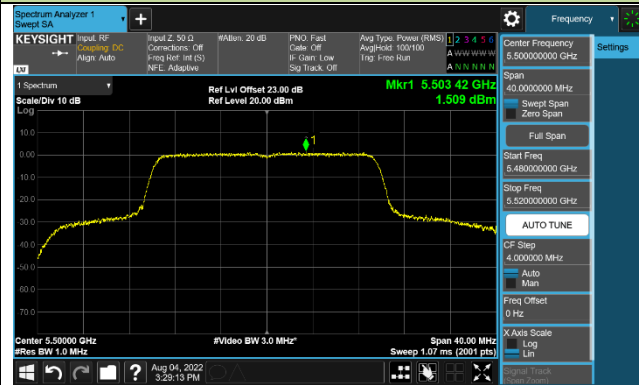 Spectrum Analyzer 1
Swept SA
+
Frequency
KEYSIGHT
Input: RF
Coupling: DC
Align: Auto
LXI
Input Z: 50 Ω
Corrections: Off
Freq Ref: Int (S)
NFE: Adaptive
#Atten: 20 dB
PNO: Fast
Gate: Off
IF Gain: Low
Sig Track: Off
Avg Type: Power (RMS)
Avg|Hold: 100/100
Trig: Free Run
1 2 3 4 5 6
A W W W W W
A N N N N N
1 Spectrum
Scale/Div 10 dB
Log
Ref Lvl Offset 23.00 dB
Ref Level 20.00 dBm
Mkr1 5.503 42 GHz
1.509 dBm
1
10.0
0.00
-10.0
-20.0
-30.0
-40.0
-50.0
-60.0
-70.0
Center 5.50000 GHz
#Res BW 1.0 MHz
#Video BW 3.0 MHz*
Span 40.00 MHz
Sweep 1.07 ms (2001 pts)
Center Frequency
5.500000000 GHz
Settings
Span
40.0000000 MHz
Swept Span
Zero Span
Full Span
Start Freq
5.480000000 GHz
Stop Freq
5.520000000 GHz
AUTO TUNE
CF Step
4.000000 MHz
Auto
Man
Freq Offset
0 Hz
X Axis Scale
Log
Lin
Signal Track
(Span Zoom)
?
Aug 04, 2022
3:29:13 PM